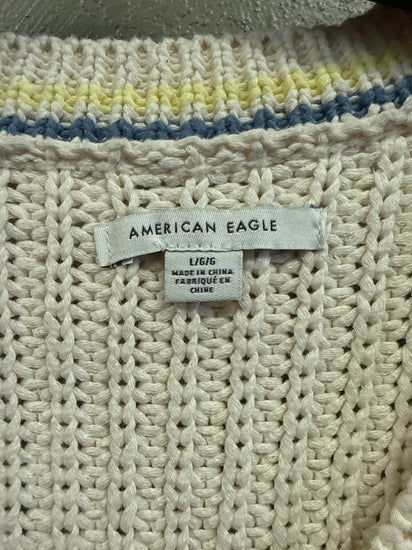 AMERICAN EAGLE
L/G/G
MADE IN CHINA
FABRIQUÉ EN
CHINE